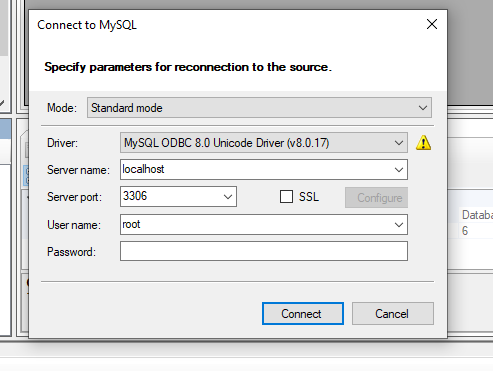 Connect to MySQL
Specify parameters for reconnection to the source.
Mode: Standard mode
Driver: MySQL ODBC 8.0 Unicode Driver (v8.0.17)
Server name: localhost
Server port: 3306 SSL Configure
User name: root
Password:
Connect Cancel
Databa
6